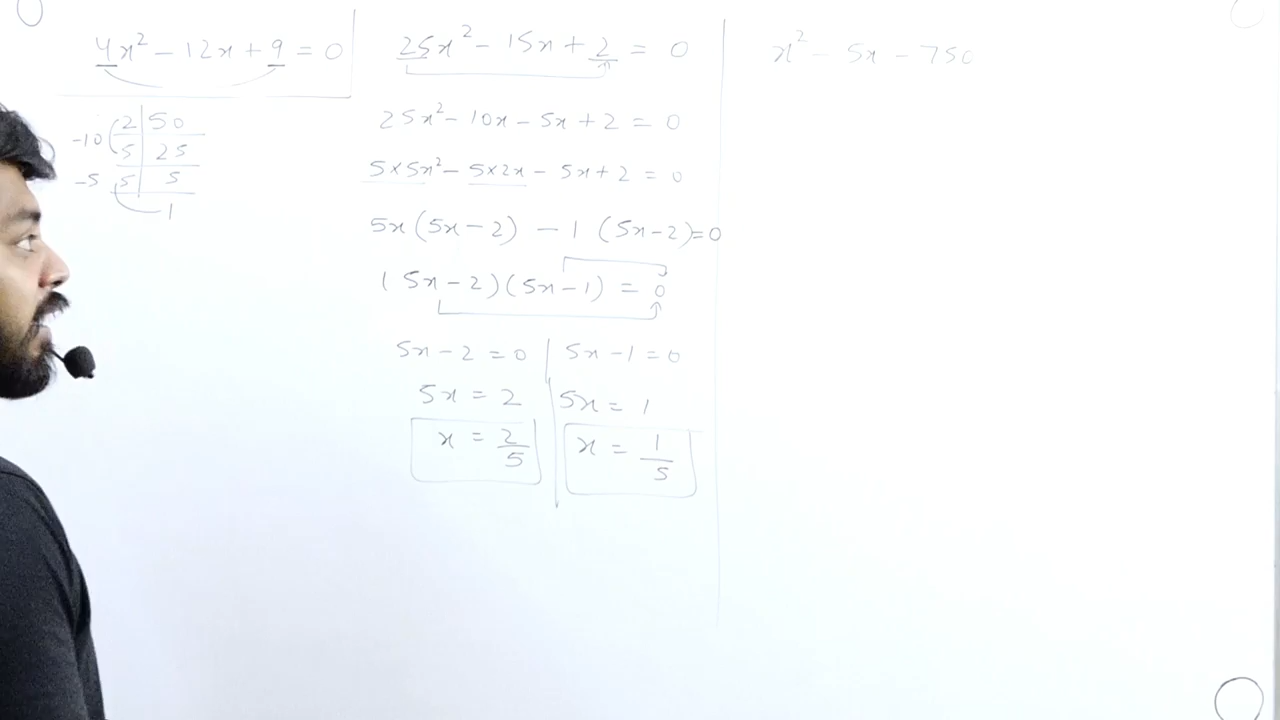 4x² - 12x + 9 = 0
2 | 50
-10
5 | 25
-5
5 | 5
1
25x² - 15x + 2 = 0
25x² - 10x - 5x + 2 = 0
5×5x² - 5×2x - 5x + 2 = 0
5x(5x-2) - 1 (5x-2)=0
(5x-2)(5x-1) = 0
5x - 2 = 0 | 5x - 1 = 0
5x = 2 | 5x = 1
x = 2/5 | x = 1/5
x² - 5x - 750